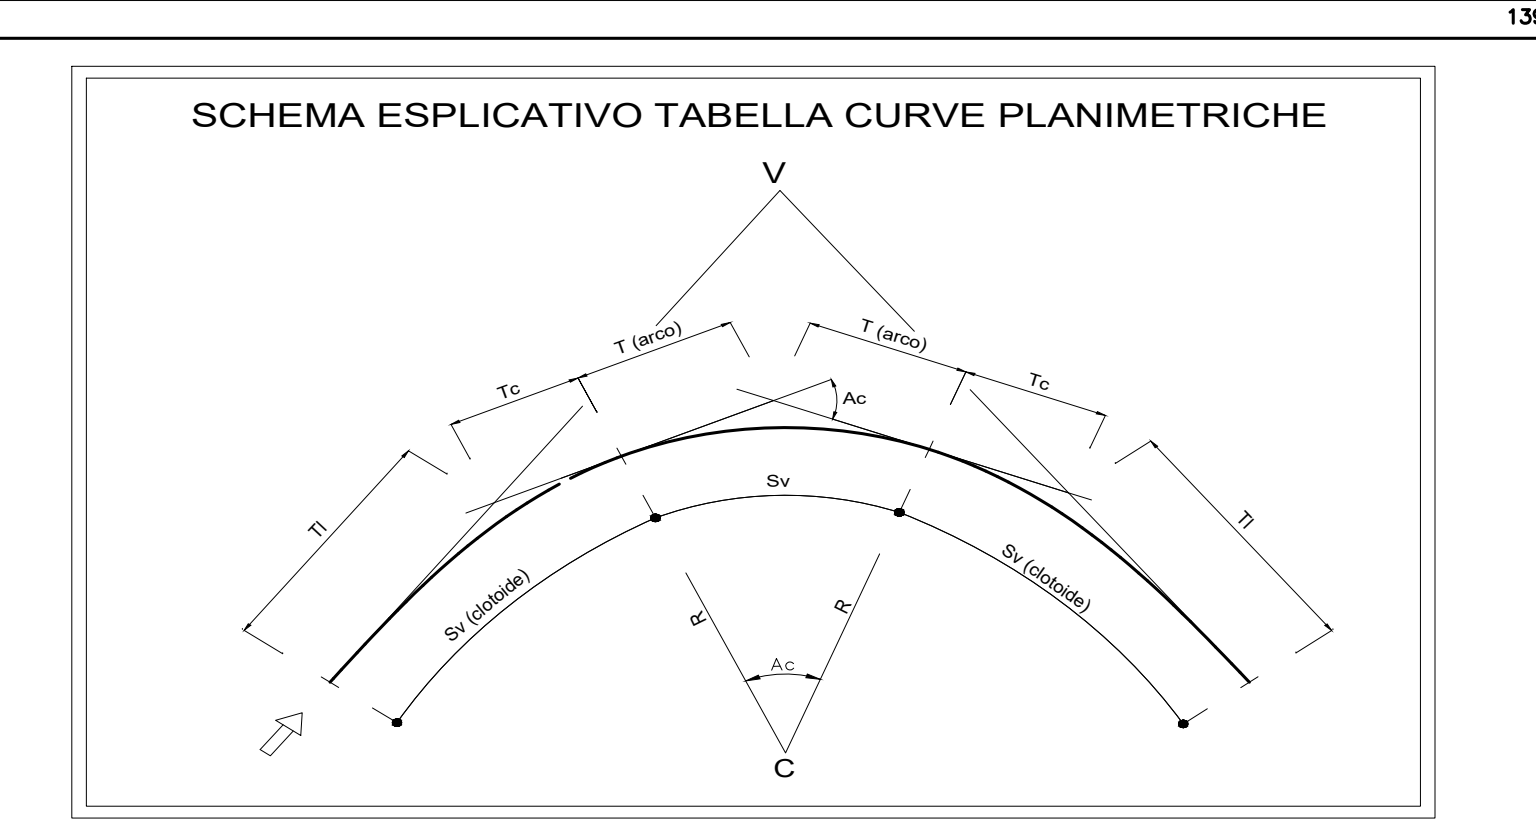 139
SCHEMA ESPLICATIVO TABELLA CURVE PLANIMETRICHE
V
T (arco)
T (arco)
Tc
Tc
Ac
Tl
Tl
Sv
Sv (clotoide)
Sv (clotoide)
R
R
Ac
C